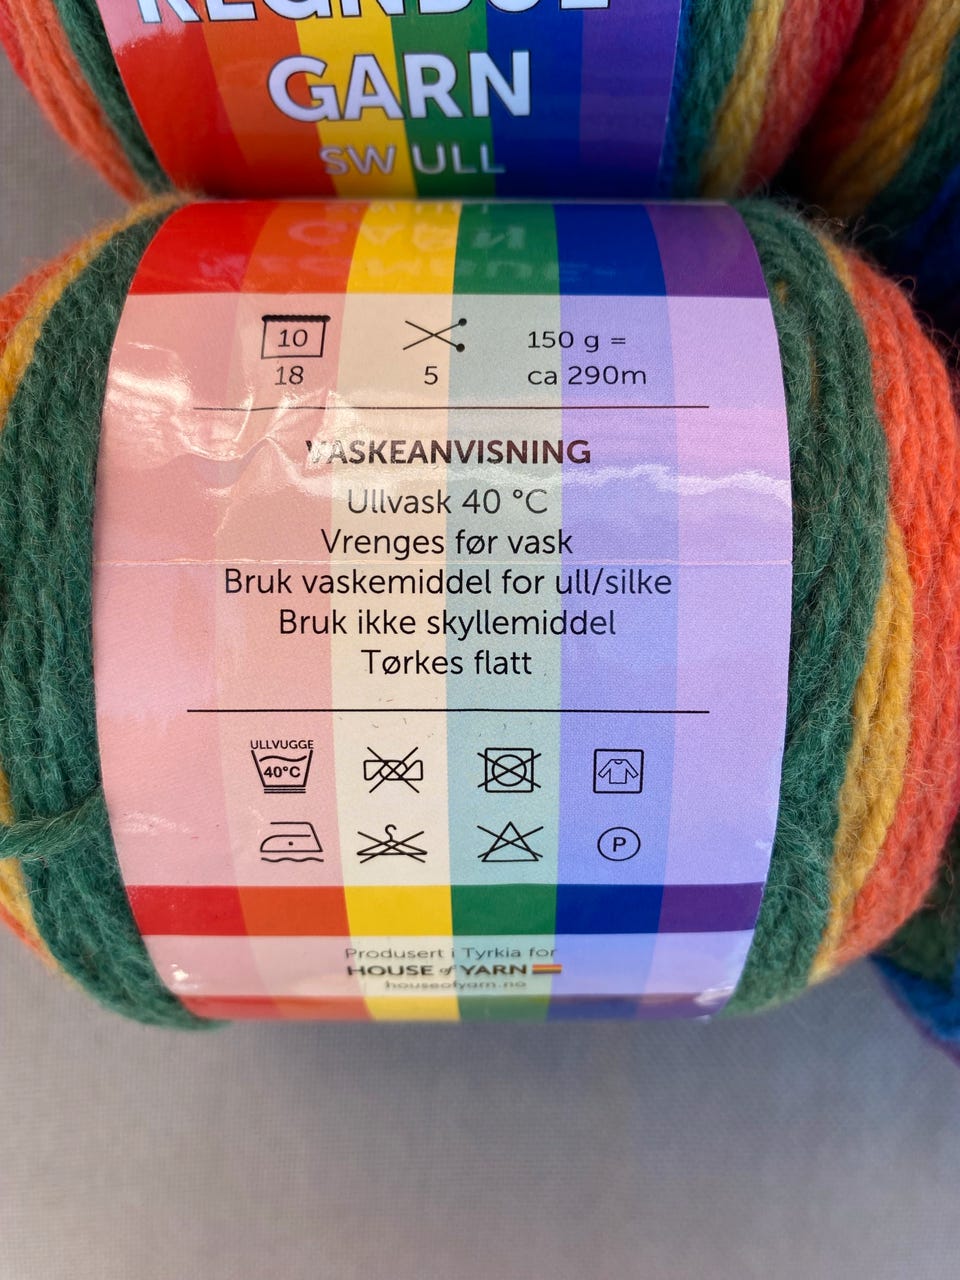 REGNBUE
GARN
SW ULL
10
18
5
150 g =
ca 290m
VASKEANVISNING
Ullvask 40 °C
Vrenges før vask
Bruk vaskemiddel for ull/silke
Bruk ikke skyllemiddel
Tørkes flatt
ULLVUGGE
40°C
P
Produsert i Tyrkia for
HOUSE of YARN
houseofyarn.no